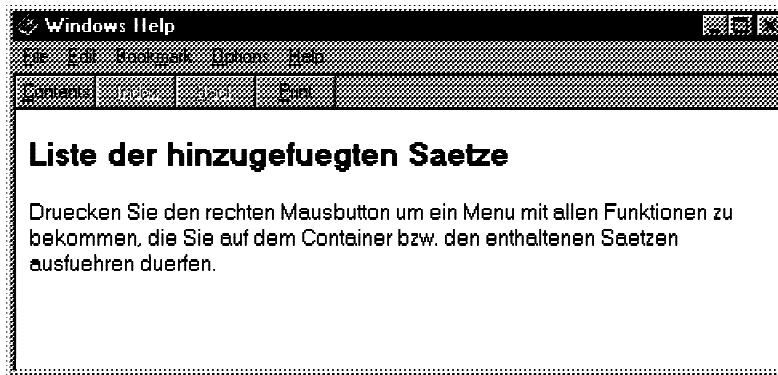 Windows Help
File Edit Bookmark Options Help
Contents Index Back Print
Liste der hinzugefuegten Saetze
Druecken Sie den rechten Mausbutton um ein Menu mit allen Funktionen zu
bekommen, die Sie auf dem Container bzw. den enthaltenen Saetzen
ausfuehren duerfen.